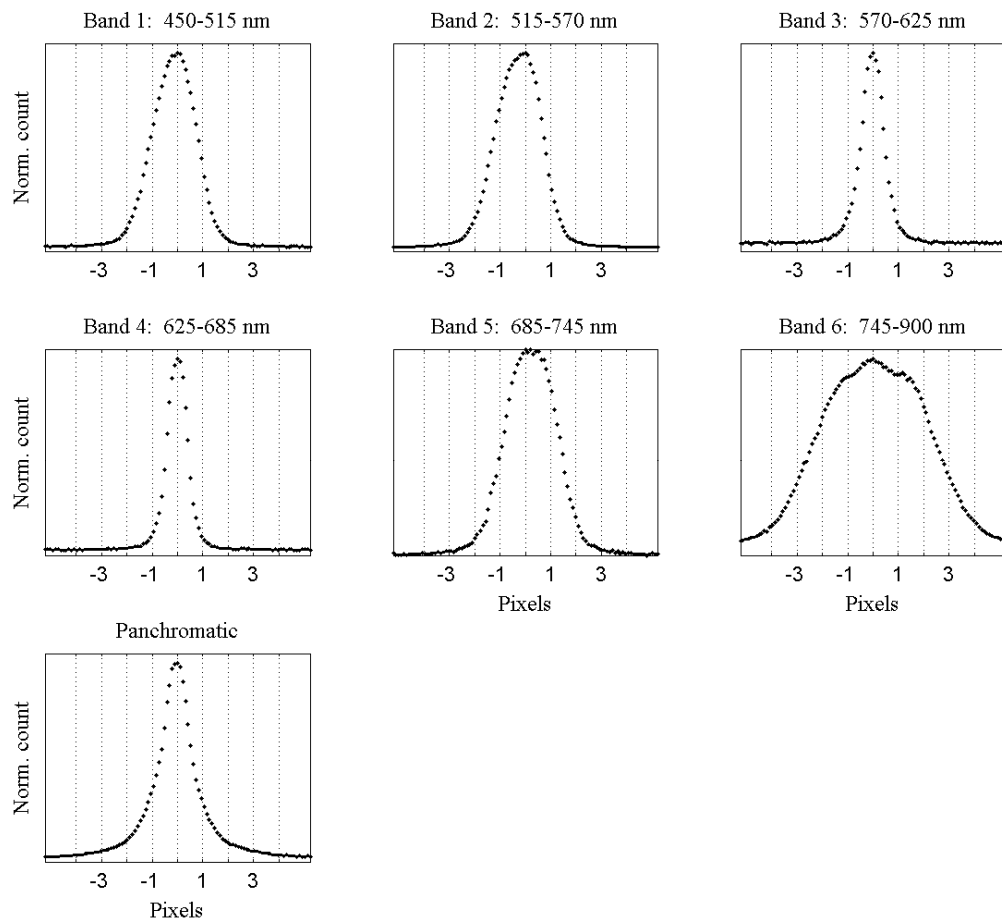 Band 1: 450-515 nm
Band 2: 515-570 nm
Band 3: 570-625 nm
Norm. count
-3 -1 1 3
-3 -1 1 3
-3 -1 1 3
Band 4: 625-685 nm
Band 5: 685-745 nm
Band 6: 745-900 nm
Norm. count
-3 -1 1 3
-3 -1 1 3
-3 -1 1 3
Pixels
Pixels
Panchromatic
Norm. count
-3 -1 1 3
Pixels